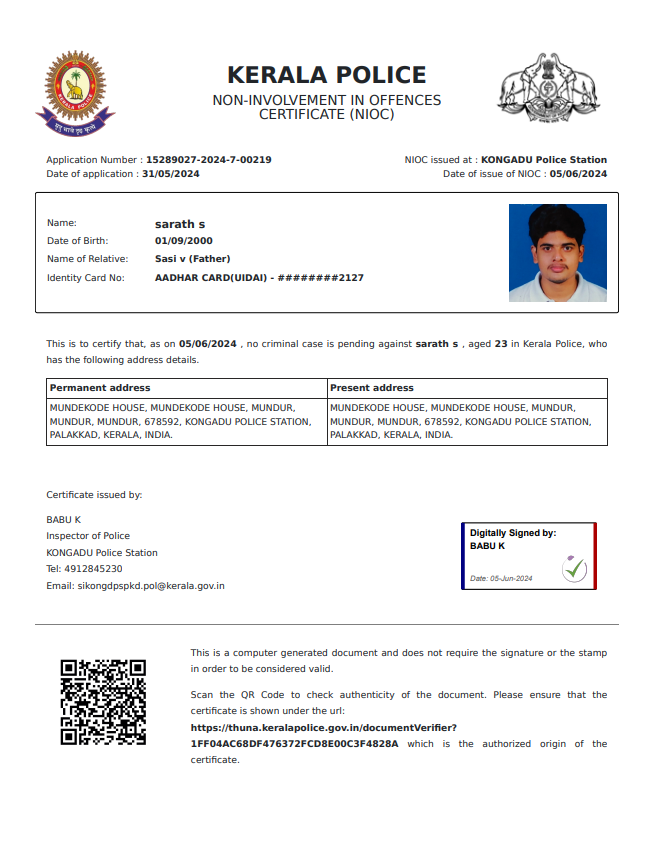 KERALA POLICE
NON-INVOLVEMENT IN OFFENCES
CERTIFICATE (NIOC)
KERALA POLICE
मृदु भावे दृढ़ कृत्ये
Application Number : 15289027-2024-7-00219
Date of application : 31/05/2024
NIOC issued at : KONGADU Police Station
Date of issue of NIOC : 05/06/2024
Name: sarath s
Date of Birth: 01/09/2000
Name of Relative: Sasi v (Father)
Identity Card No: AADHAR CARD(UIDAI) - ########2127
This is to certify that, as on 05/06/2024 , no criminal case is pending against sarath s , aged 23 in Kerala Police, who
has the following address details.
Permanent address
MUNDEKODE HOUSE, MUNDEKODE HOUSE, MUNDUR,
MUNDUR, MUNDUR, 678592, KONGADU POLICE STATION,
PALAKKAD, KERALA, INDIA.
Present address
MUNDEKODE HOUSE, MUNDEKODE HOUSE, MUNDUR,
MUNDUR, MUNDUR, 678592, KONGADU POLICE STATION,
PALAKKAD, KERALA, INDIA.
Certificate issued by:
BABU K
Inspector of Police
KONGADU Police Station
Tel: 4912845230
Email: sikongdpspkd.pol@kerala.gov.in
Digitally Signed by:
BABU K
Date: 05-Jun-2024
This is a computer generated document and does not require the signature or the stamp
in order to be considered valid.
Scan the QR Code to check authenticity of the document. Please ensure that the
certificate is shown under the url:
https://thuna.keralapolice.gov.in/documentVerifier?
1FF04AC68DF476372FCD8E00C3F4828A which is the authorized origin of the
certificate.